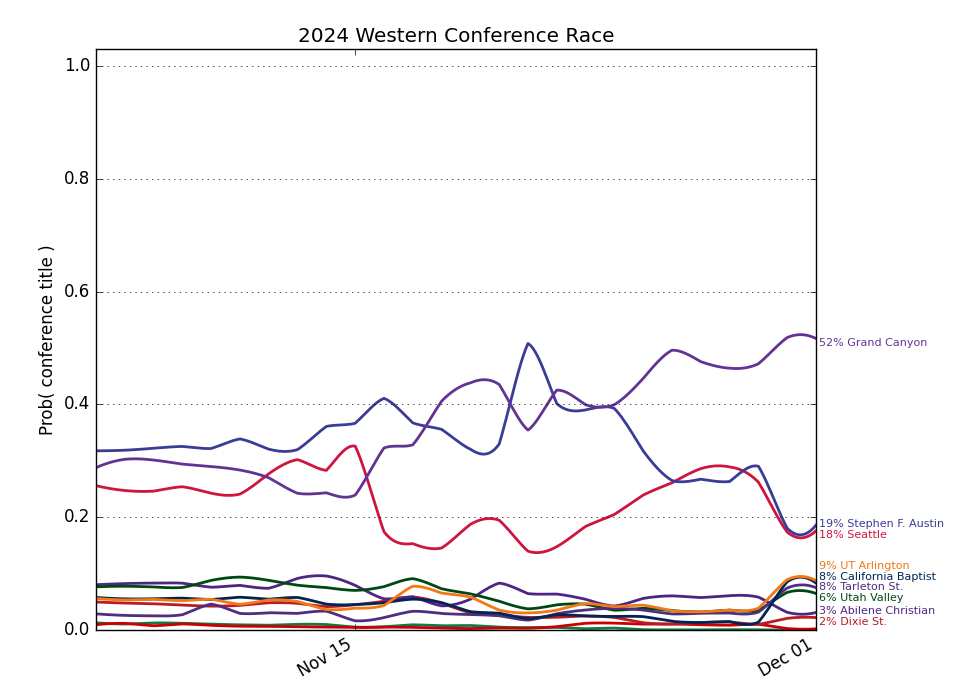 2024 Western Conference Race
Prob( conference title )
1.0
0.8
0.6
0.4
0.2
0.0
Nov 15
Dec 01
52% Grand Canyon
19% Stephen F. Austin
18% Seattle
9% UT Arlington
8% California Baptist
8% Tarleton St.
6% Utah Valley
3% Abilene Christian
2% Dixie St.